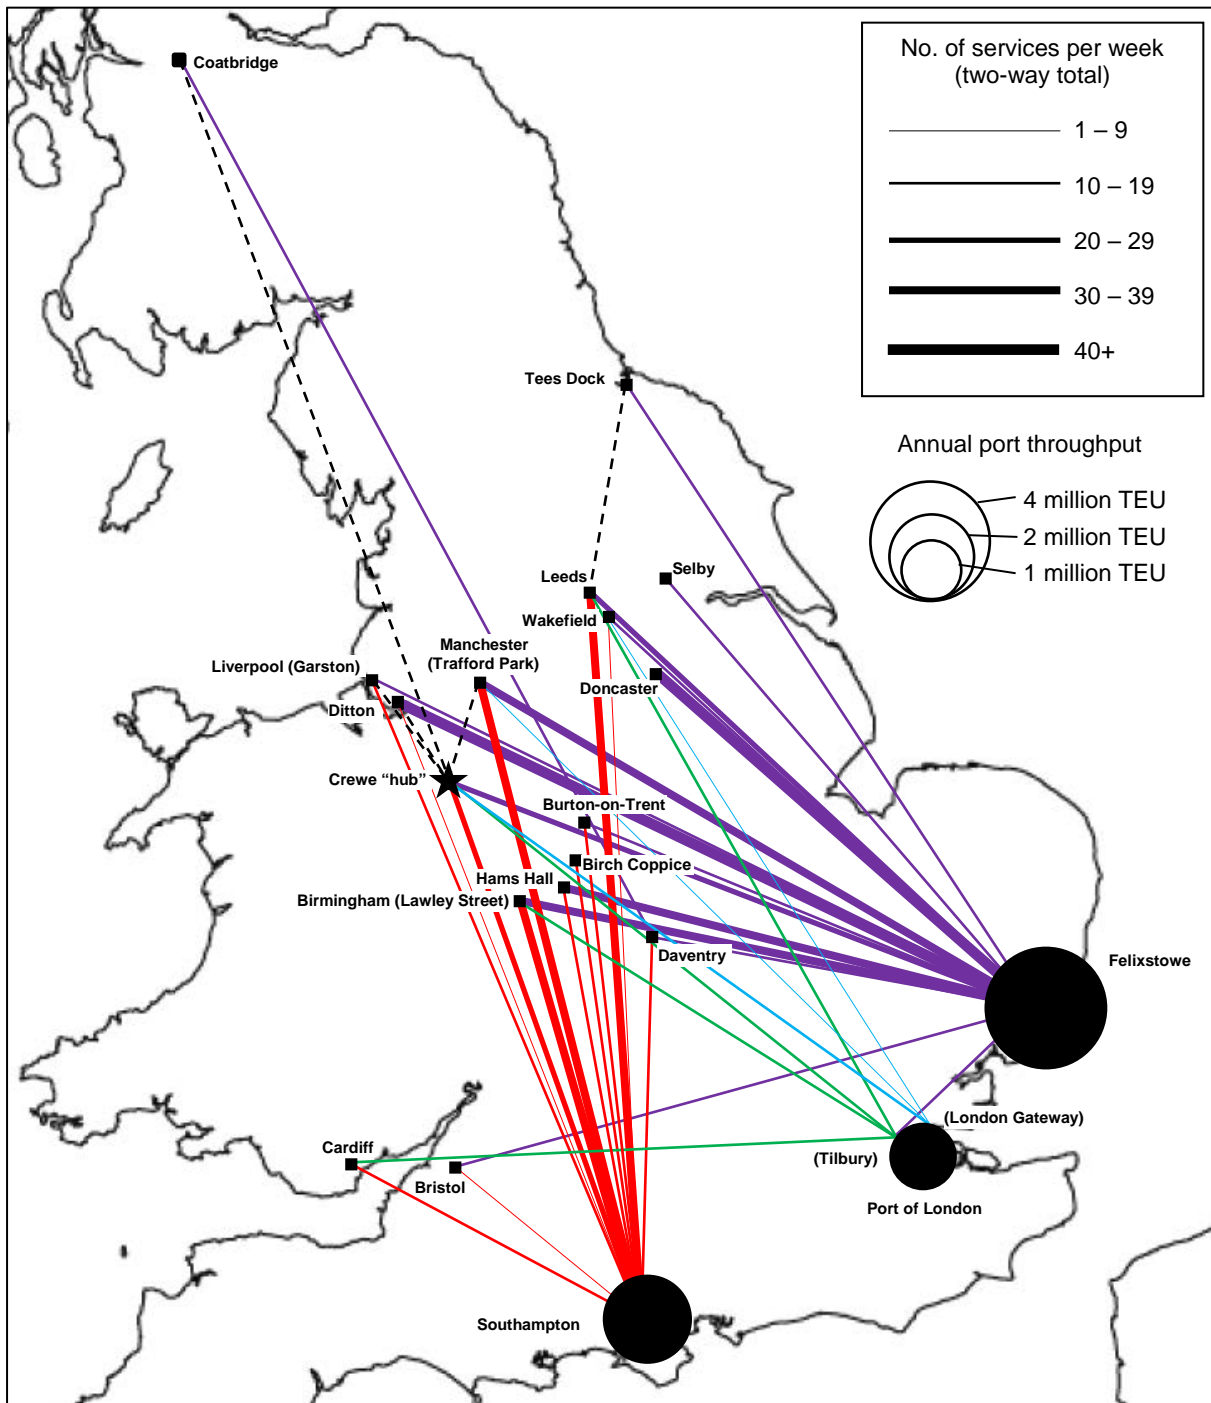 No. of services per week
(two-way total)
1 – 9
10 – 19
20 – 29
30 – 39
40+
Annual port throughput
4 million TEU
2 million TEU
1 million TEU
Coatbridge
Tees Dock
Leeds
Selby
Wakefield
Manchester
(Trafford Park)
Liverpool (Garston)
Doncaster
Ditton
Crewe “hub”
Burton-on-Trent
Birch Coppice
Hams Hall
Birmingham (Lawley Street)
Daventry
Felixstowe
(London Gateway)
Cardiff
(Tilbury)
Bristol
Port of London
Southampton